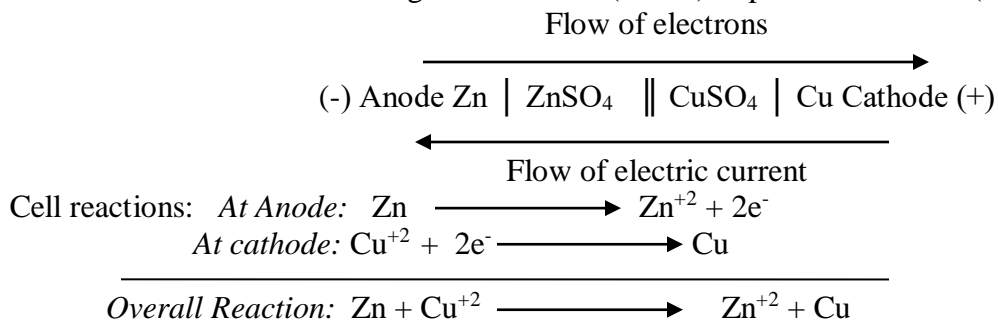 Flow of electrons
(-) Anode Zn | ZnSO₄ || CuSO₄ | Cu Cathode (+)
Flow of electric current
Cell reactions: At Anode: Zn ⟶ Zn⁺² + 2e⁻
At cathode: Cu⁺² + 2e⁻ ⟶ Cu
Overall Reaction: Zn + Cu⁺² ⟶ Zn⁺² + Cu